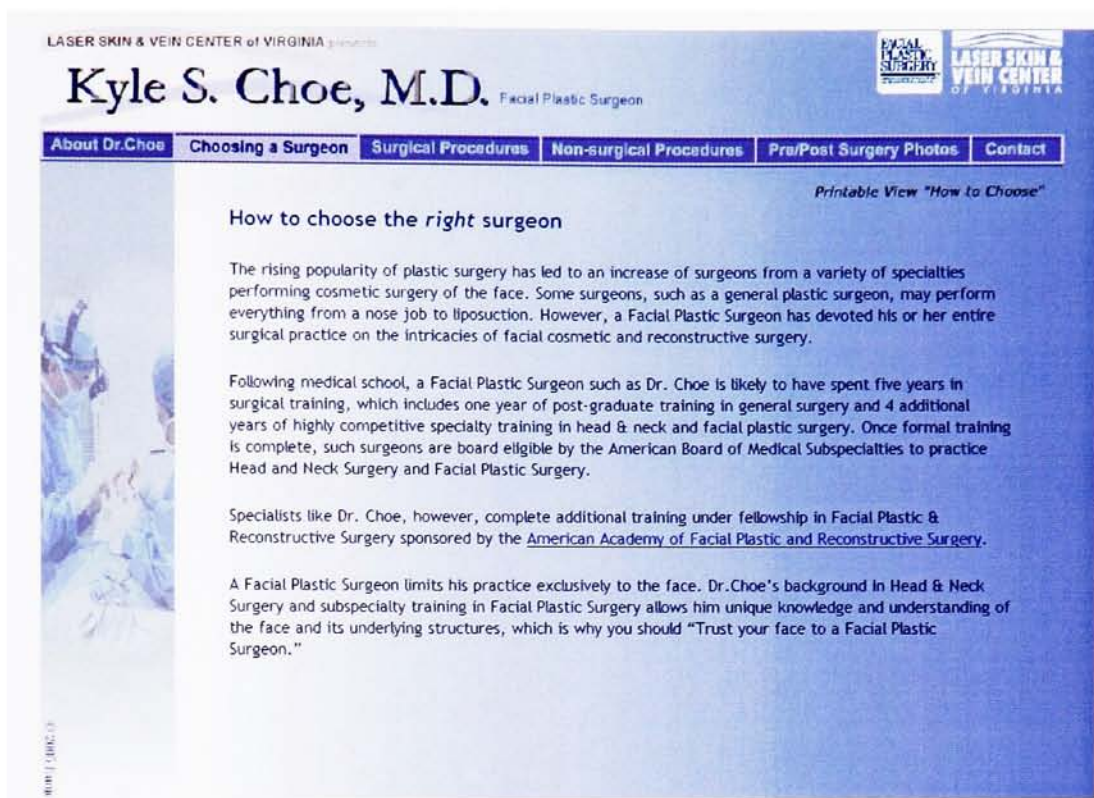 LASER SKIN & VEIN CENTER of VIRGINIA presents
Kyle S. Choe, M.D. Facial Plastic Surgeon
FACIAL
PLASTIC
SURGERY
LASER SKIN &
VEIN CENTER
OF VIRGINIA
About Dr.Choe Choosing a Surgeon Surgical Procedures Non-surgical Procedures Pre/Post Surgery Photos Contact
Printable View "How to Choose"
How to choose the right surgeon
The rising popularity of plastic surgery has led to an increase of surgeons from a variety of specialties
performing cosmetic surgery of the face. Some surgeons, such as a general plastic surgeon, may perform
everything from a nose job to liposuction. However, a Facial Plastic Surgeon has devoted his or her entire
surgical practice on the intricacies of facial cosmetic and reconstructive surgery.
Following medical school, a Facial Plastic Surgeon such as Dr. Choe is likely to have spent five years in
surgical training, which includes one year of post-graduate training in general surgery and 4 additional
years of highly competitive specialty training in head & neck and facial plastic surgery. Once formal training
is complete, such surgeons are board eligible by the American Board of Medical Subspecialties to practice
Head and Neck Surgery and Facial Plastic Surgery.
Specialists like Dr. Choe, however, complete additional training under fellowship in Facial Plastic &
Reconstructive Surgery sponsored by the American Academy of Facial Plastic and Reconstructive Surgery.
A Facial Plastic Surgeon limits his practice exclusively to the face. Dr.Choe's background in Head & Neck
Surgery and subspecialty training in Facial Plastic Surgery allows him unique knowledge and understanding of
the face and its underlying structures, which is why you should "Trust your face to a Facial Plastic
Surgeon."